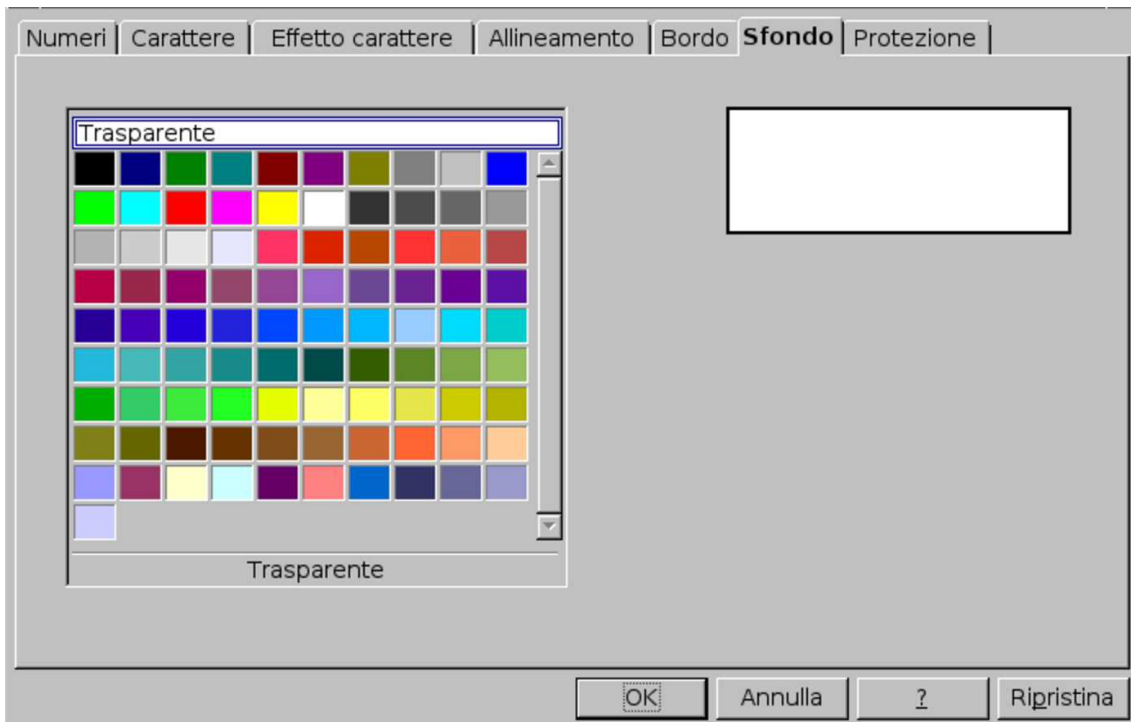 Numeri Carattere Effetto carattere Allineamento Bordo Sfondo Protezione
Trasparente
Trasparente
OK Annulla ? Ripristina